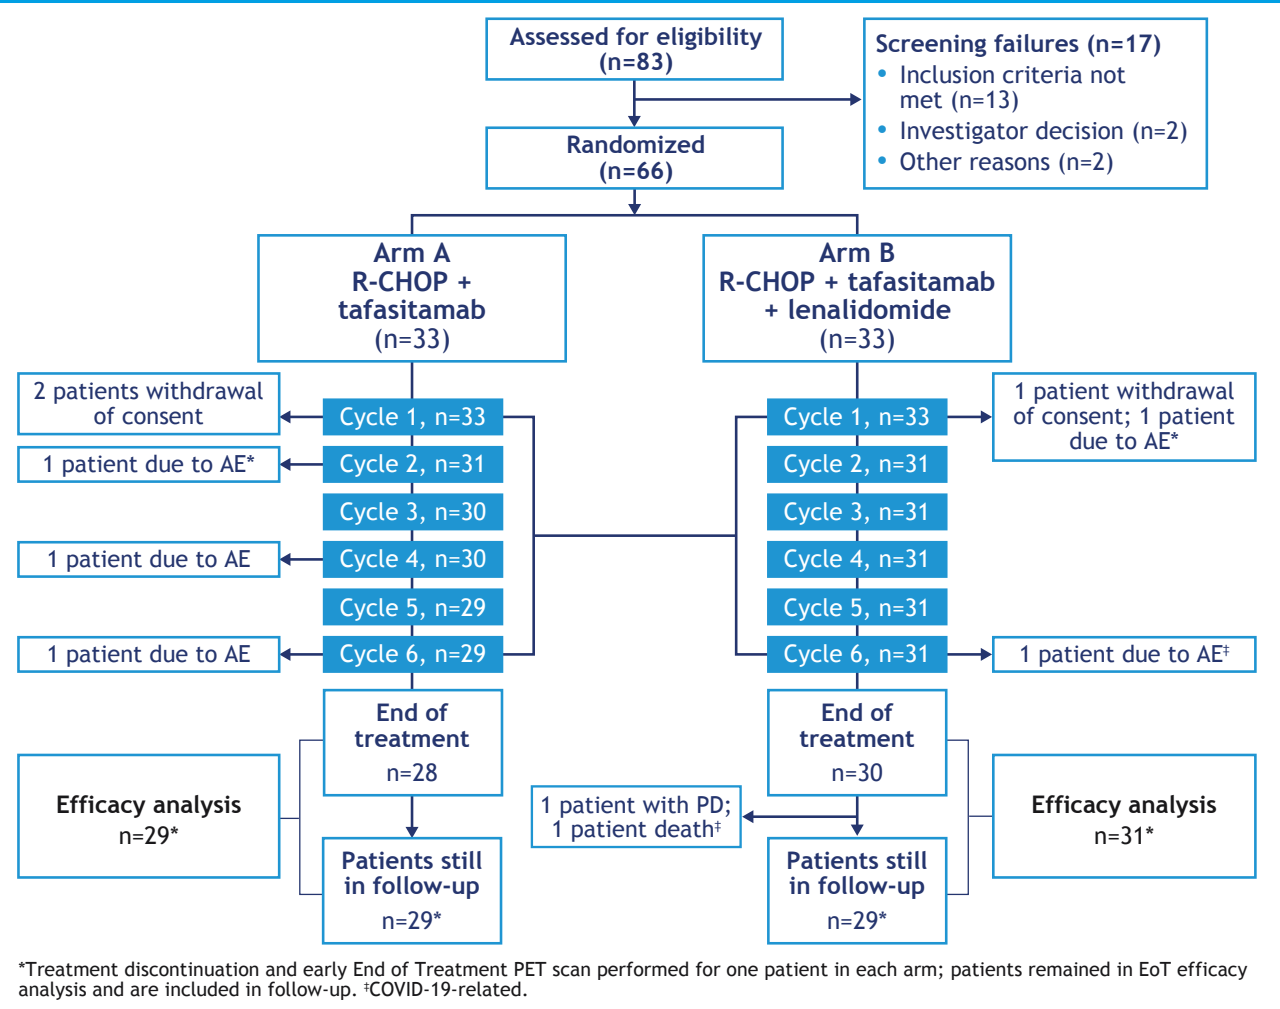 Assessed for eligibility
(n=83)
Screening failures (n=17)
• Inclusion criteria not
met (n=13)
• Investigator decision (n=2)
• Other reasons (n=2)
Randomized
(n=66)
Arm A
R-CHOP +
tafasitamab
(n=33)
Arm B
R-CHOP + tafasitamab
+ lenalidomide
(n=33)
2 patients withdrawal
of consent
Cycle 1, n=33
1 patient due to AE*
Cycle 2, n=31
Cycle 3, n=30
1 patient due to AE
Cycle 4, n=30
Cycle 5, n=29
1 patient due to AE
Cycle 6, n=29
Cycle 1, n=33
1 patient withdrawal
of consent; 1 patient
due to AE*
Cycle 2, n=31
Cycle 3, n=31
Cycle 4, n=31
Cycle 5, n=31
Cycle 6, n=31
1 patient due to AE‡
End of
treatment
n=28
Efficacy analysis
n=29*
Patients still
in follow-up
n=29*
End of
treatment
n=30
1 patient with PD;
1 patient death‡
Efficacy analysis
n=31*
Patients still
in follow-up
n=29*
*Treatment discontinuation and early End of Treatment PET scan performed for one patient in each arm; patients remained in EoT efficacy
analysis and are included in follow-up. ‡COVID-19-related.